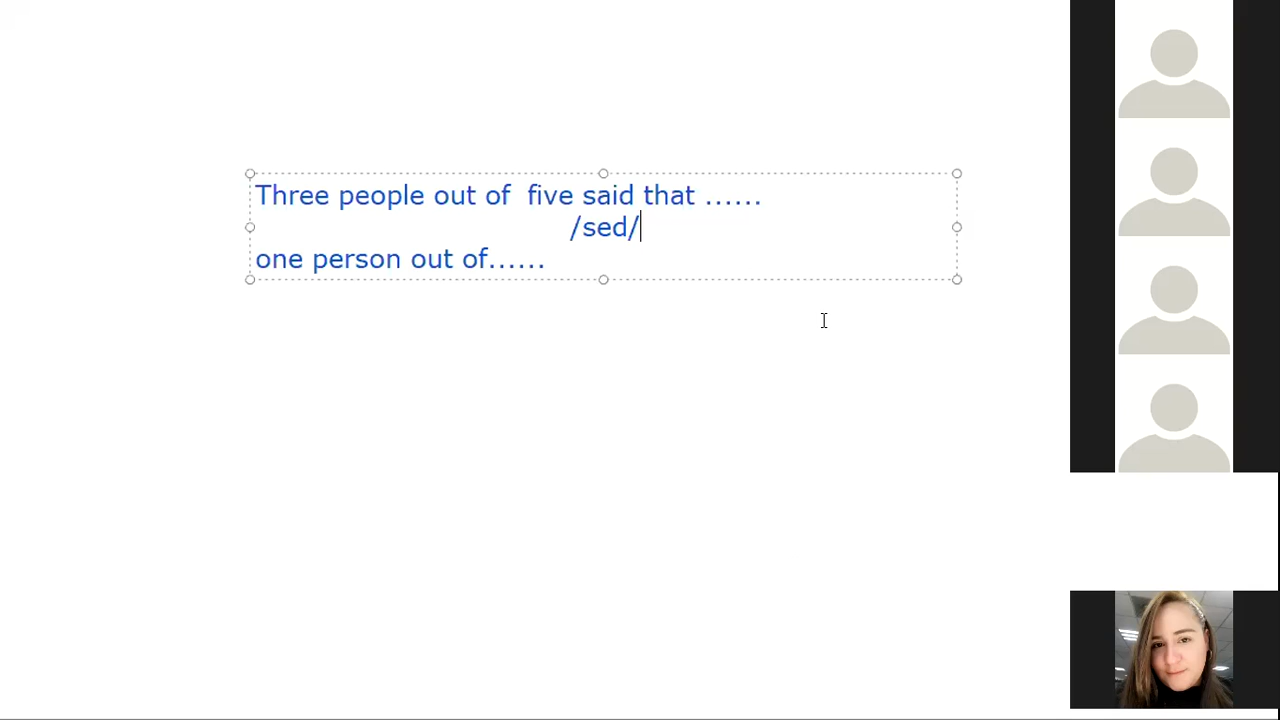 Three people out of  five said that ......
/sed/
one person out of......